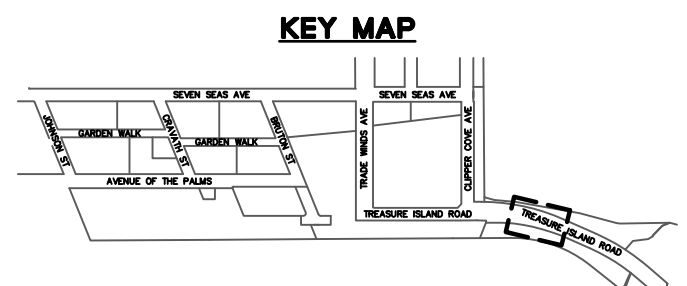 KEY MAP
SEVEN SEAS AVE
SEVEN SEAS AVE
JOHNSON ST
GARDEN WALK
CRAVATH ST
GARDEN WALK
BRUTON ST
TRADE WINDS AVE
CLIPPER COVE AVE
AVENUE OF THE PALMS
TREASURE ISLAND ROAD
TREASURE ISLAND ROAD